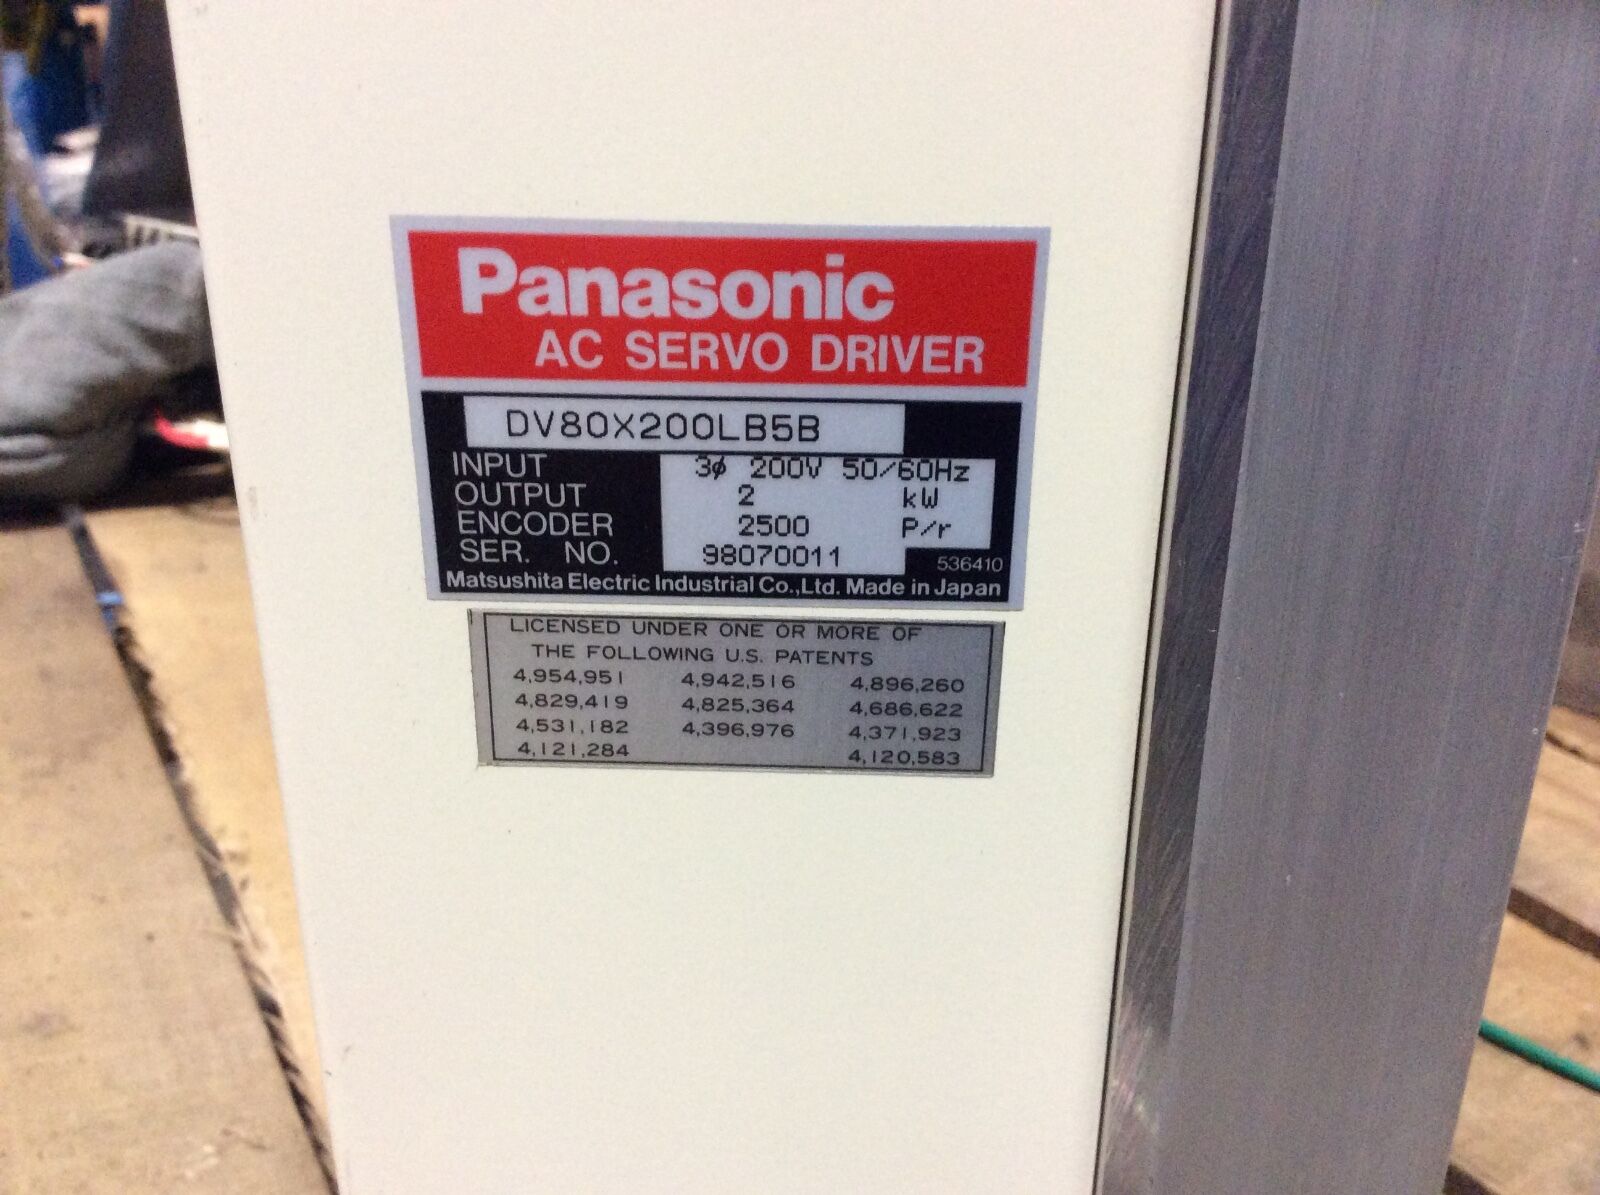 Panasonic
AC SERVO DRIVER
DV80X200LB5B
INPUT 3ø 200V 50/60Hz
OUTPUT 2 kW
ENCODER 2500 P/r
SER. NO. 98070011 536410
Matsushita Electric Industrial Co.,Ltd. Made in Japan
LICENSED UNDER ONE OR MORE OF
THE FOLLOWING U.S. PATENTS
4,954,951 4,942,516 4,896,260
4,829,419 4,825,364 4,686,622
4,531,182 4,396,976 4,371,923
4,121,284 4,120,583